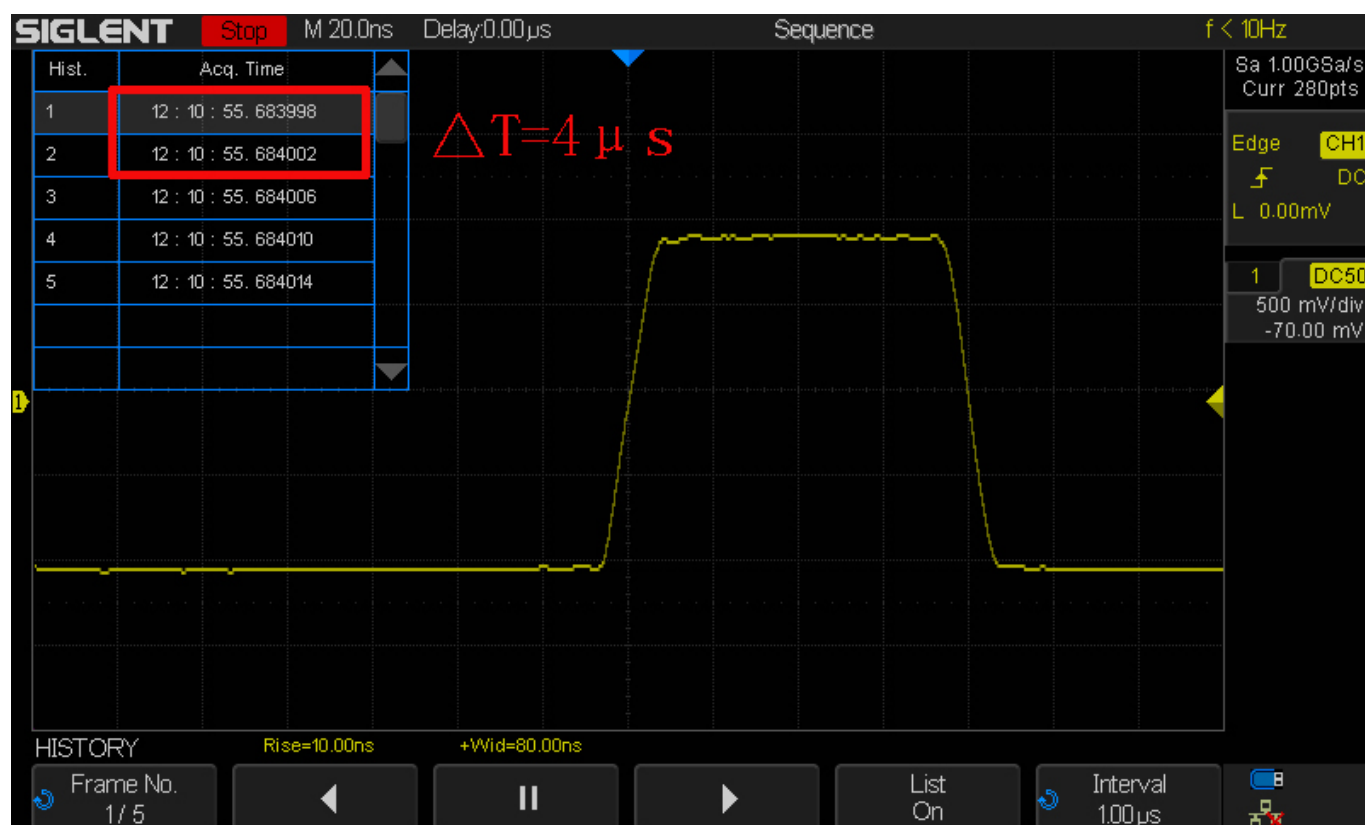 SIGLENT Stop M 20.0ns Delay:0.00µs Sequence f < 10Hz
Sa 1.00GSa/s
Curr 280pts
Hist. Acq. Time
1 12 : 10 : 55. 683998
2 12 : 10 : 55. 684002
3 12 : 10 : 55. 684006
4 12 : 10 : 55. 684010
5 12 : 10 : 55. 684014
△T=4 µ s
Edge CH1
DC
L 0.00mV
1 DC50
500 mV/div
-70.00 mV
1
HISTORY Rise=10.00ns +Wid=80.00ns
Frame No.
1/ 5
List
On
Interval
1.00µs